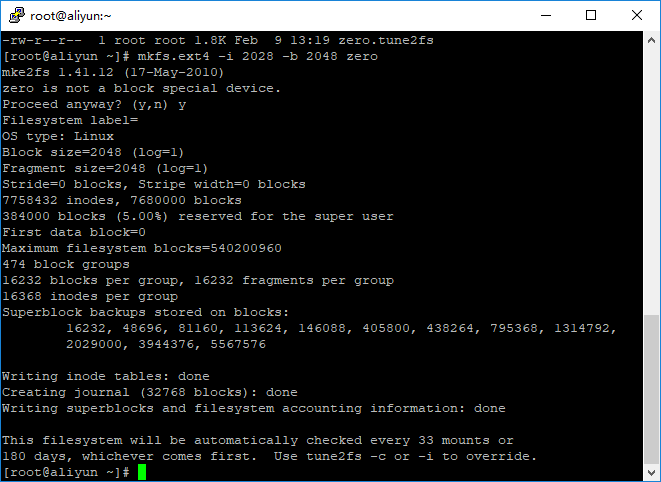 root@aliyun:~
-rw-r--r--  1 root root 1.8K Feb  9 13:19 zero.tune2fs
[root@aliyun ~]# mkfs.ext4 -i 2028 -b 2048 zero
mke2fs 1.41.12 (17-May-2010)
zero is not a block special device.
Proceed anyway? (y,n) y
Filesystem label=
OS type: Linux
Block size=2048 (log=1)
Fragment size=2048 (log=1)
Stride=0 blocks, Stripe width=0 blocks
7758432 inodes, 7680000 blocks
384000 blocks (5.00%) reserved for the super user
First data block=0
Maximum filesystem blocks=540200960
474 block groups
16232 blocks per group, 16232 fragments per group
16368 inodes per group
Superblock backups stored on blocks:
        16232, 48696, 81160, 113624, 146088, 405800, 438264, 795368, 1314792,
        2029000, 3944376, 5567576
Writing inode tables: done
Creating journal (32768 blocks): done
Writing superblocks and filesystem accounting information: done
This filesystem will be automatically checked every 33 mounts or
180 days, whichever comes first.  Use tune2fs -c or -i to override.
[root@aliyun ~]#